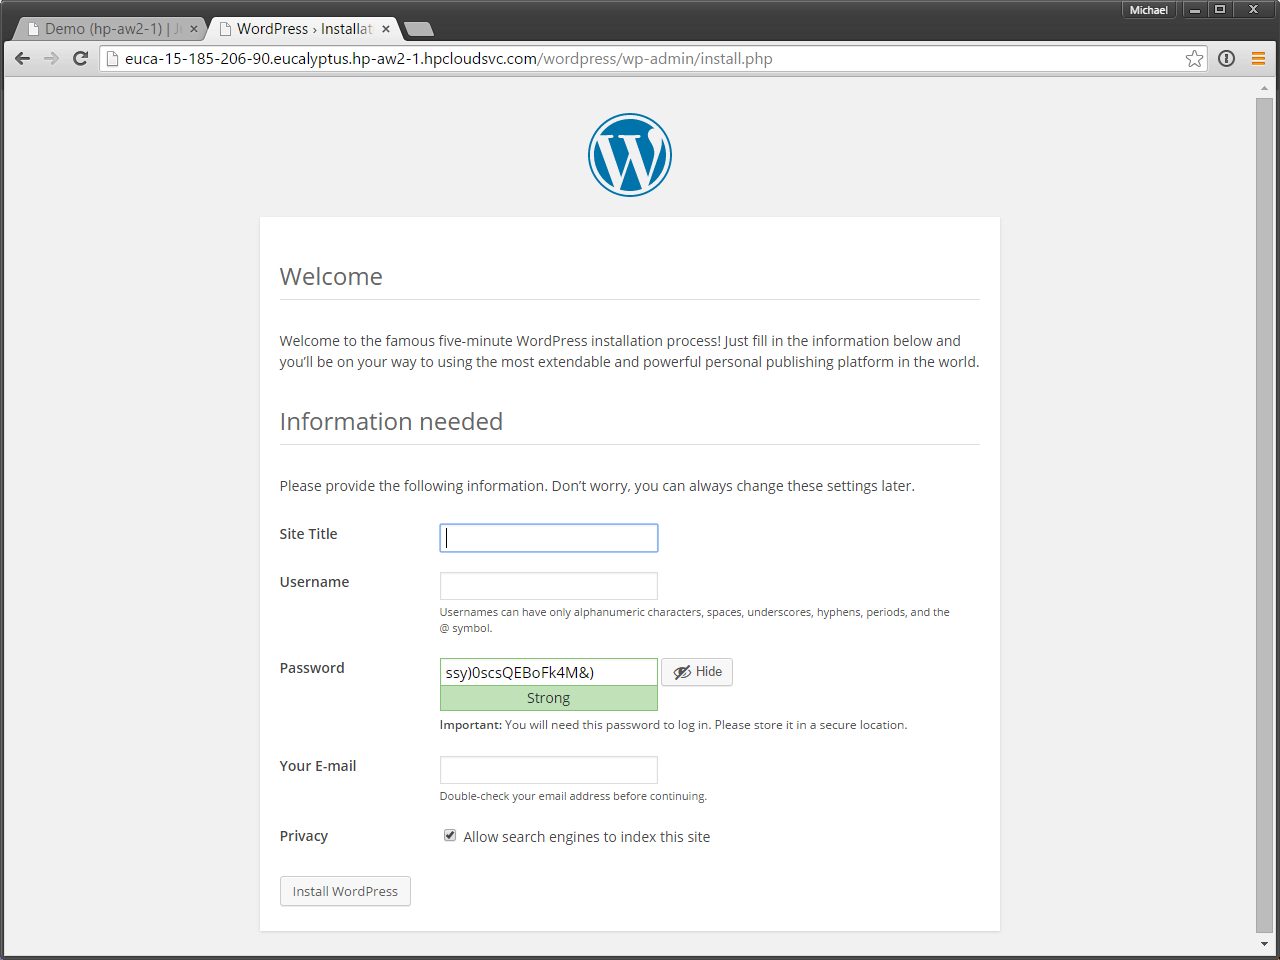 Michael
Demo (hp-aw2-1) | J
WordPress › Installat
euca-15-185-206-90.eucalyptus.hp-aw2-1.hpcloudsvc.com/wordpress/wp-admin/install.php
Welcome
Welcome to the famous five-minute WordPress installation process! Just fill in the information below and
you’ll be on your way to using the most extendable and powerful personal publishing platform in the world.
Information needed
Please provide the following information. Don’t worry, you can always change these settings later.
Site Title
Username
Usernames can have only alphanumeric characters, spaces, underscores, hyphens, periods, and the
@ symbol.
Password
ssy)0scsQEBoFk4M&)
Hide
Strong
Important: You will need this password to log in. Please store it in a secure location.
Your E-mail
Double-check your email address before continuing.
Privacy
Allow search engines to index this site
Install WordPress